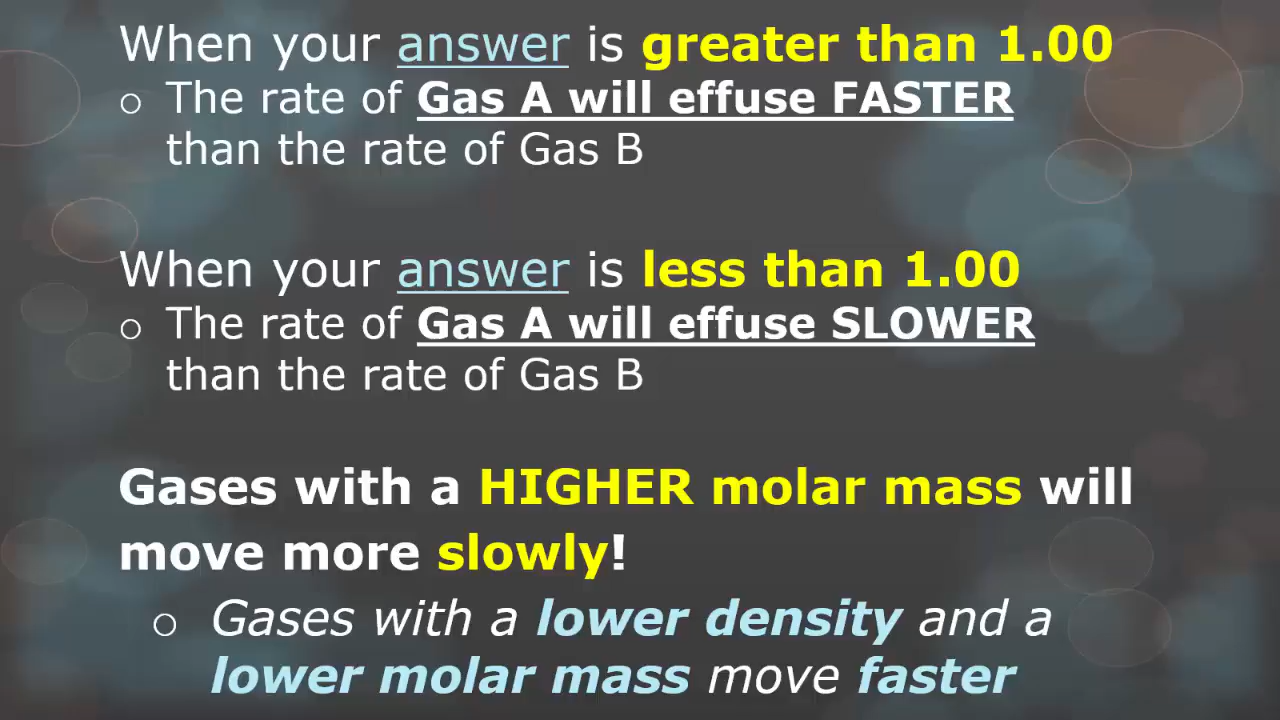 When your answer is greater than 1.00
o The rate of Gas A will effuse FASTER
than the rate of Gas B
When your answer is less than 1.00
o The rate of Gas A will effuse SLOWER
than the rate of Gas B
Gases with a HIGHER molar mass will
move more slowly!
o Gases with a lower density and a
lower molar mass move faster